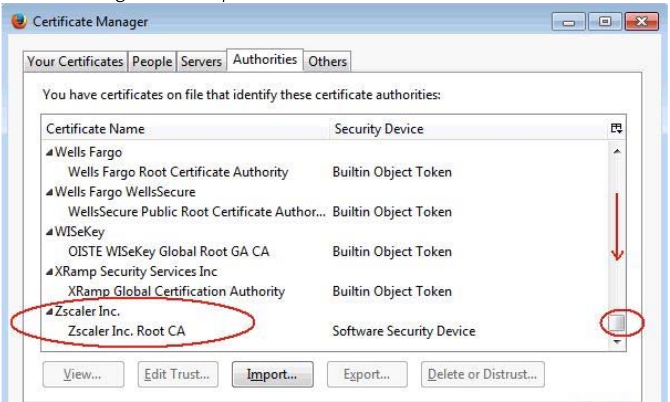 Certificate Manager
Your Certificates People Servers Authorities Others
You have certificates on file that identify these certificate authorities:
Certificate Name Security Device
Wells Fargo
Wells Fargo Root Certificate Authority Builtin Object Token
Wells Fargo WellsSecure
WellsSecure Public Root Certificate Author... Builtin Object Token
WISeKey
OISTE WISeKey Global Root GA CA Builtin Object Token
XRamp Security Services Inc
XRamp Global Certification Authority Builtin Object Token
Zscaler Inc.
Zscaler Inc. Root CA Software Security Device
View... Edit Trust... Import... Export... Delete or Distrust...